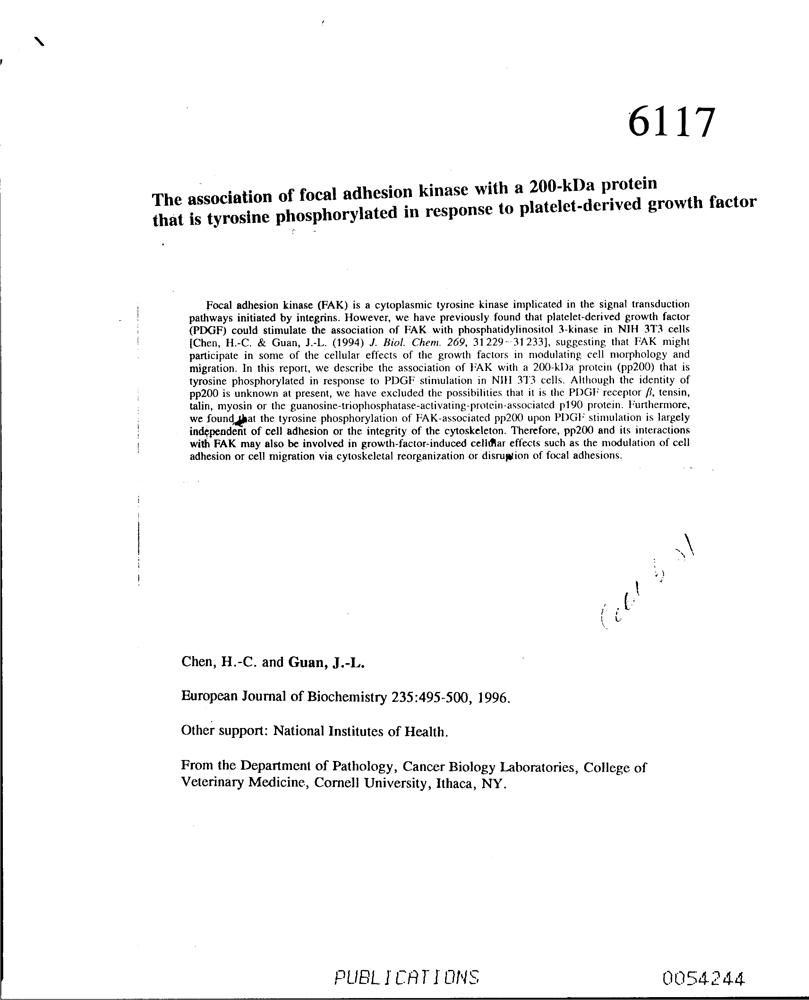 6117
The association of focal adhesion kinase with a 200-kDa protein
that is tyrosine phosphorylated in response to platelet-derived growth factor
Focal adhesion kinase (FAK) is a cytoplasmic tyrosine kinase implicated in the signal transduction
pathways initiated by integrins. However, we have previously found that platelet-derived growth factor
(PDGF) could stimulate the association of FAK with phosphatidylinositol 3-kinase in NIH 3T3 cells
[Chen, H.-C. & Guan, J.-L. (1994) J. Biol. Chem. 269, 31229–31233], suggesting that FAK might
participate in some of the cellular effects of the growth factors in modulating cell morphology and
migration. In this report, we describe the association of FAK with a 200-kDa protein (pp200) that is
tyrosine phosphorylated in response to PDGF stimulation in NIH 3T3 cells. Although the identity of
pp200 is unknown at present, we have excluded the possibilities that it is the PDGF receptor β, tensin,
talin, myosin or the guanosine-triphosphatase-activating-protein-associated p190 protein. Furthermore,
we found that the tyrosine phosphorylation of FAK-associated pp200 upon PDGF stimulation is largely
independent of cell adhesion or the integrity of the cytoskeleton. Therefore, pp200 and its interactions
with FAK may also be involved in growth-factor-induced cellular effects such as the modulation of cell
adhesion or cell migration via cytoskeletal reorganization or disruption of focal adhesions.
Chen, H.-C. and Guan, J.-L.
European Journal of Biochemistry 235:495-500, 1996.
Other support: National Institutes of Health.
From the Department of Pathology, Cancer Biology Laboratories, College of
Veterinary Medicine, Cornell University, Ithaca, NY.
PUBLICATIONS
0054244